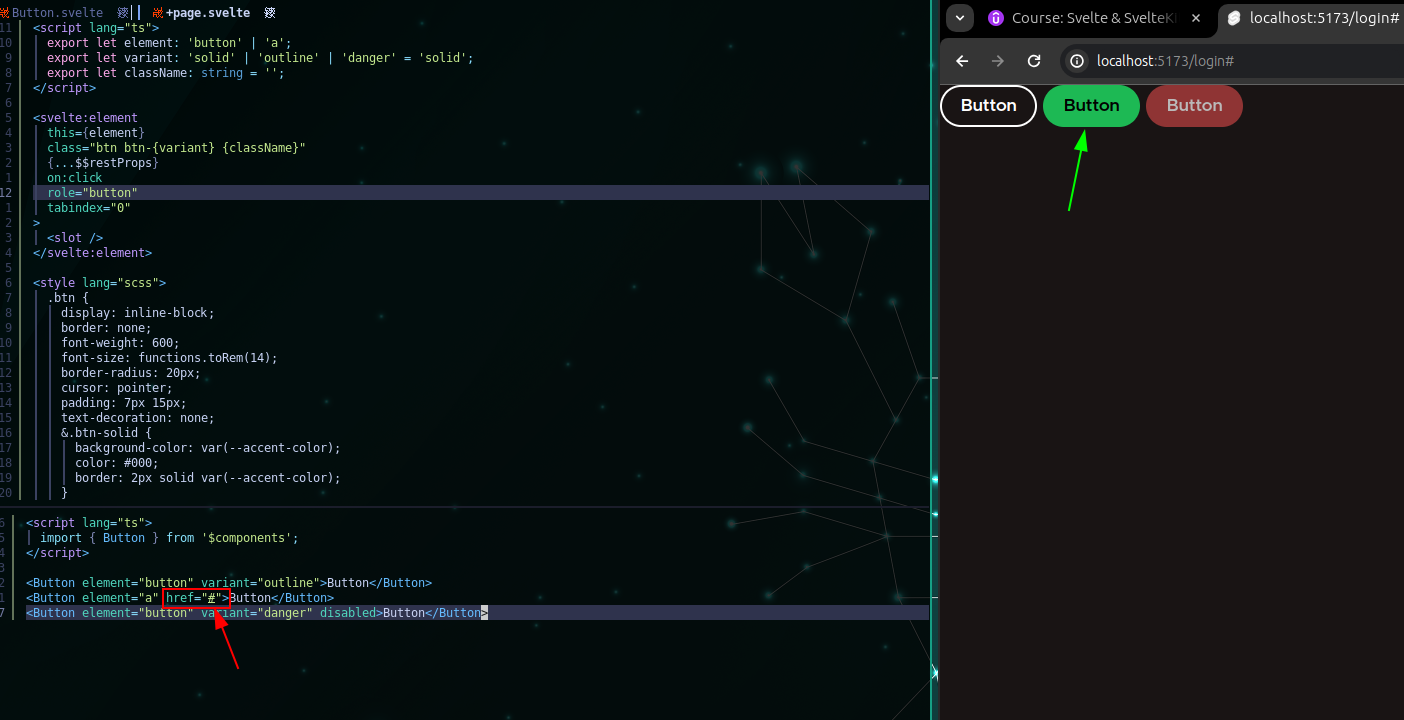 Button.svelte +page.svelte
11 <script lang="ts">
10 export let element: 'button' | 'a';
9 export let variant: 'solid' | 'outline' | 'danger' = 'solid';
8 export let className: string = '';
7 </script>
6
5 <svelte:element
4 this={element}
3 class="btn btn-{variant} {className}"
2 {...$$restProps}
1 on:click
12 role="button"
1 tabindex="0"
2 >
3 <slot />
4 </svelte:element>
5
6 <style lang="scss">
7 .btn {
8 display: inline-block;
9 border: none;
10 font-weight: 600;
11 font-size: functions.toRem(14);
12 border-radius: 20px;
13 cursor: pointer;
14 padding: 7px 15px;
15 text-decoration: none;
16 &.btn-solid {
17 background-color: var(--accent-color);
18 color: #000;
19 border: 2px solid var(--accent-color);
20 }
6 <script lang="ts">
5 import { Button } from '$components';
4 </script>
3
2 <Button element="button" variant="outline">Button</Button>
1 <Button element="a" href="#">Button</Button>
7 <Button element="button" variant="danger" disabled>Button</Button>
Course: Svelte & SvelteKi
localhost:5173/login#
localhost:5173/login#
Button Button Button